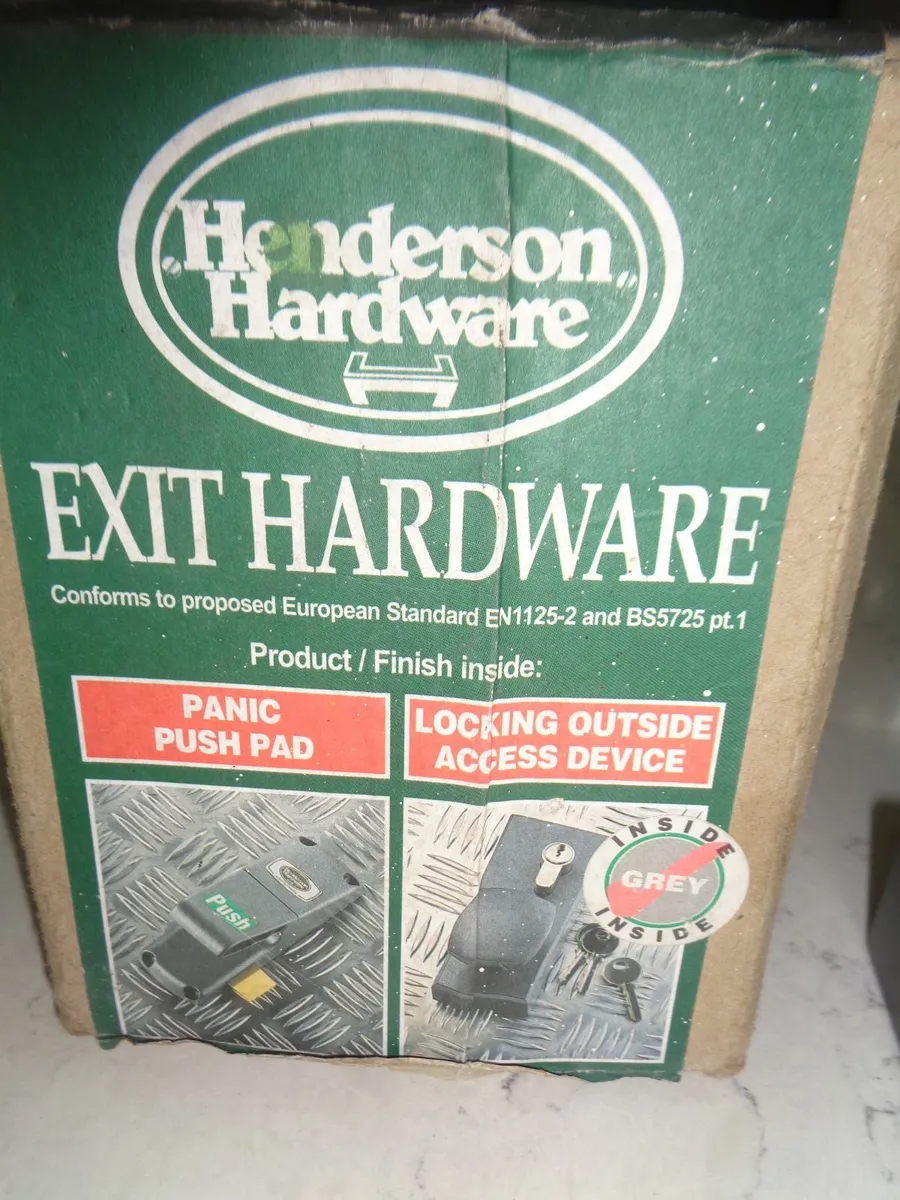 Henderson
Hardware
EXIT HARDWARE
Conforms to proposed European Standard EN1125-2 and BS5725 pt.1
Product / Finish inside:
PANIC
PUSH PAD
LOCKING OUTSIDE
ACCESS DEVICE
Push
INSIDE
GREY
INSIDE